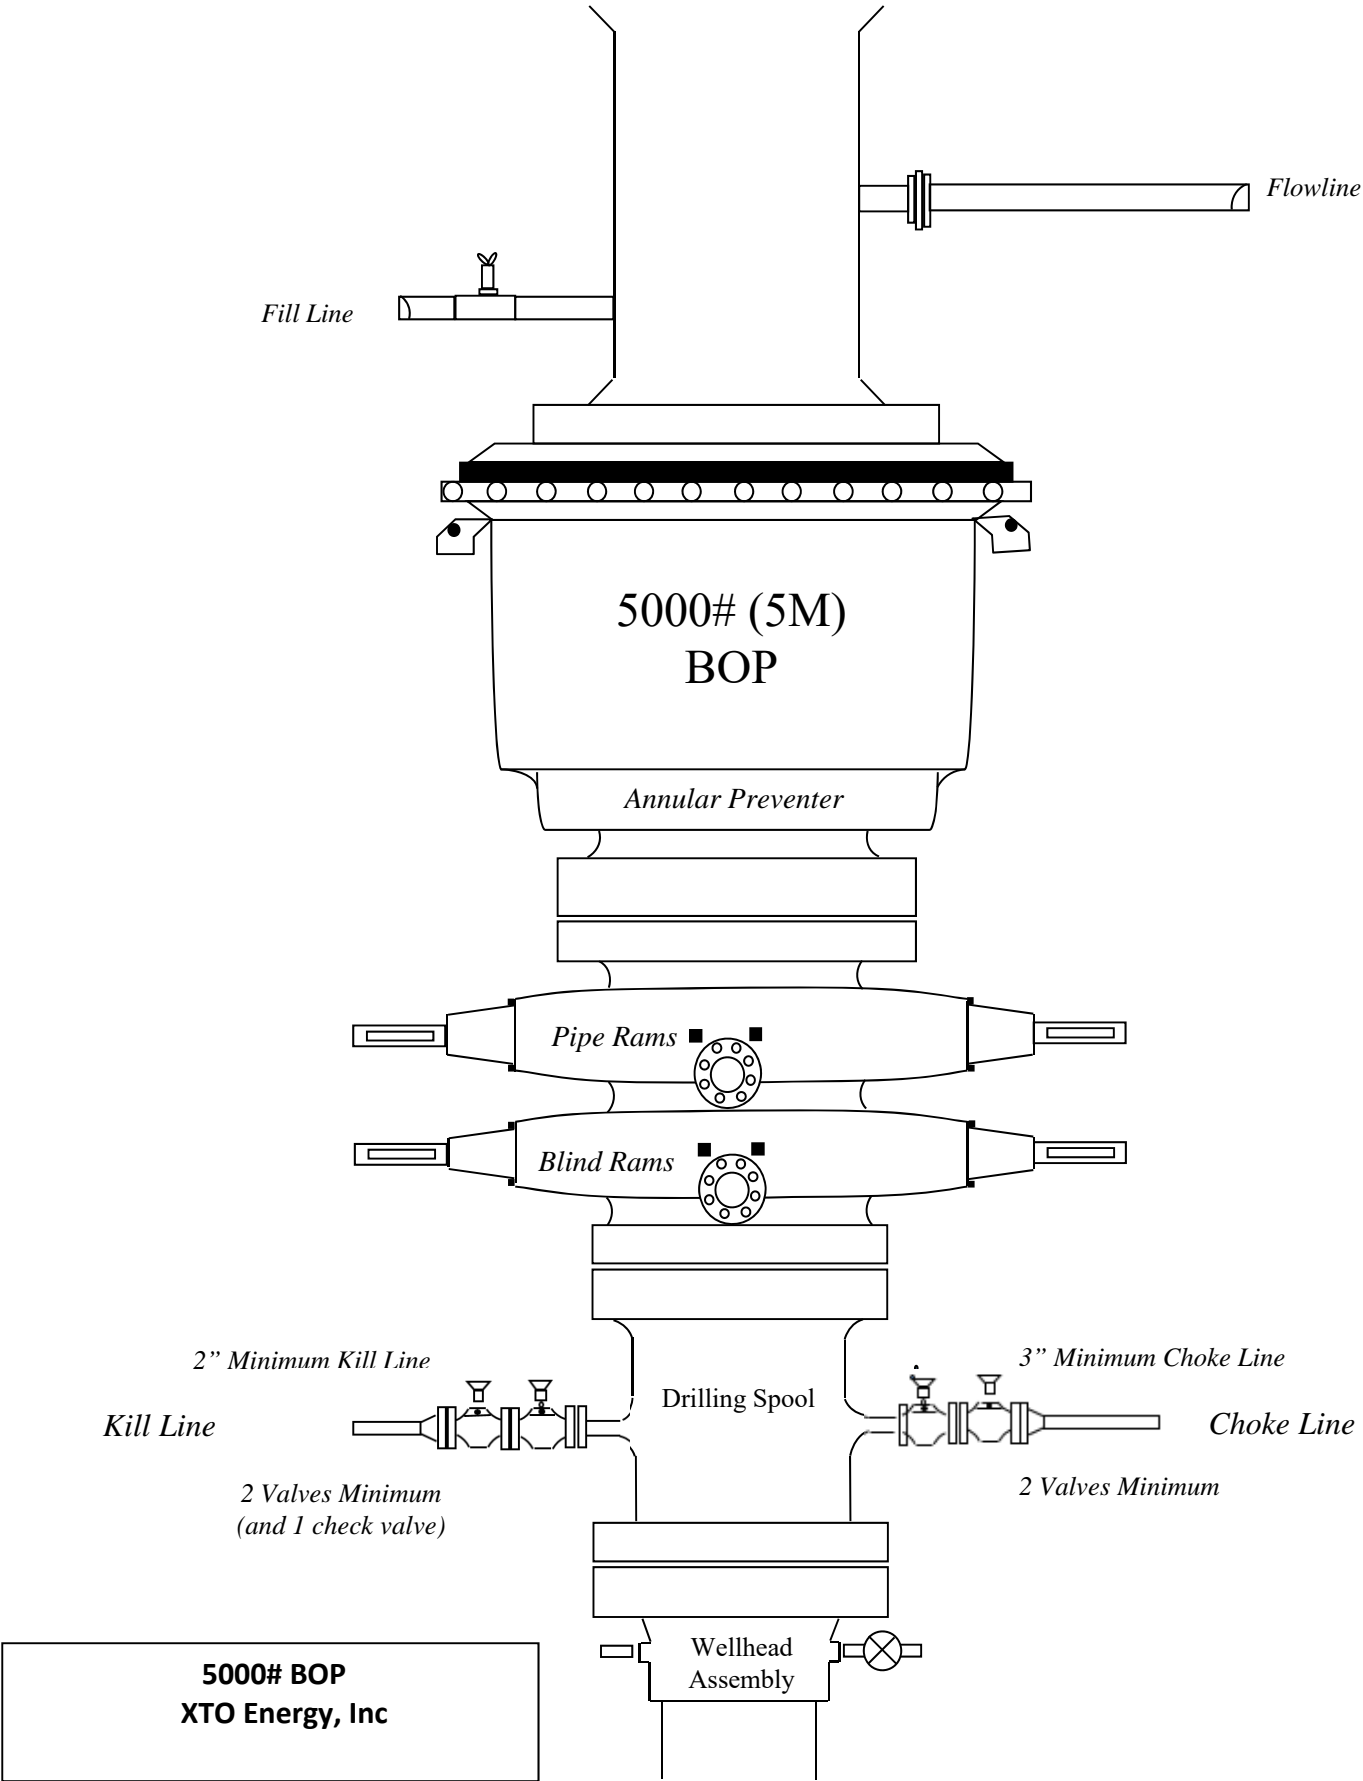 Flowline
Fill Line
5000# (5M)
BOP
Annular Preventer
Pipe Rams
Blind Rams
2” Minimum Kill Line
3” Minimum Choke Line
Drilling Spool
Kill Line
Choke Line
2 Valves Minimum
(and 1 check valve)
2 Valves Minimum
Wellhead
Assembly
5000# BOP
XTO Energy, Inc